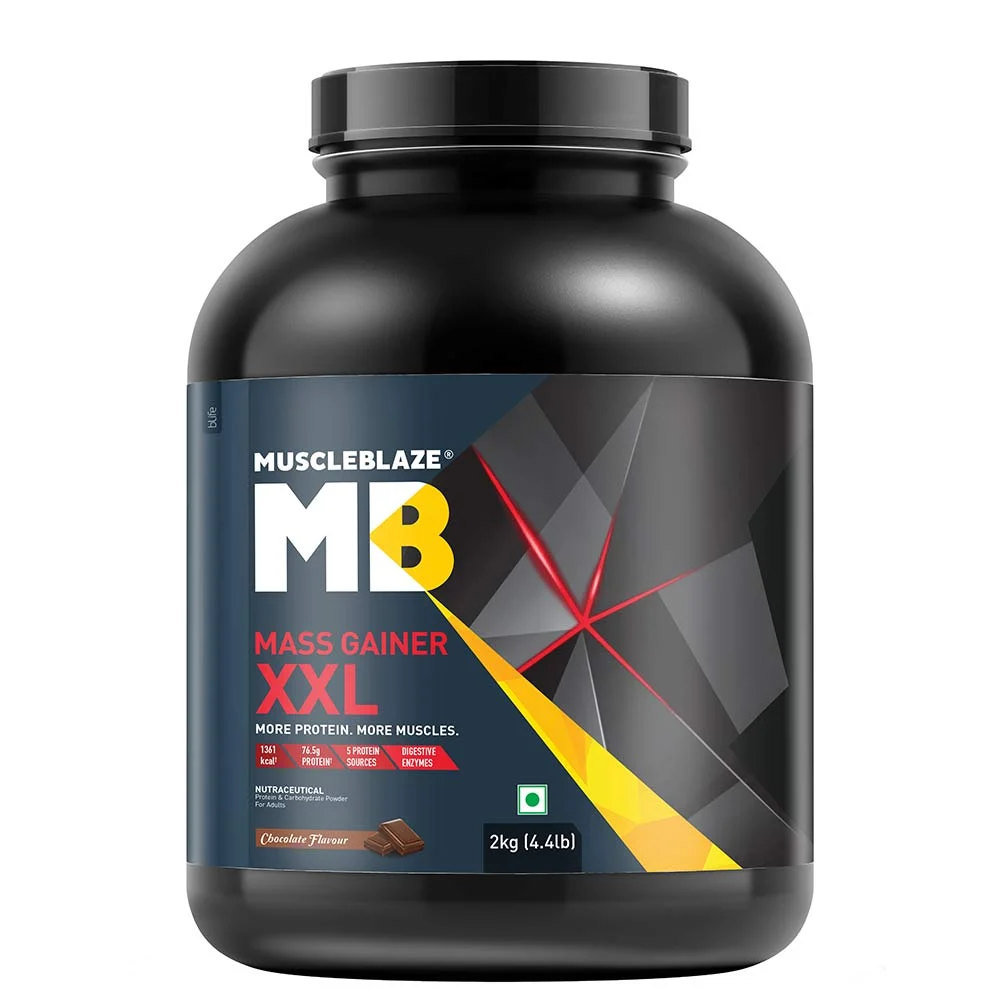 bLife
MUSCLEBLAZE®
MB
MASS GAINER
XXL
MORE PROTEIN. MORE MUSCLES.
1361 kcal†
76.5g PROTEIN†
5 PROTEIN SOURCES
DIGESTIVE ENZYMES
NUTRACEUTICAL
Protein & Carbohydrate Powder
For Adults
Chocolate Flavour
2kg (4.4lb)